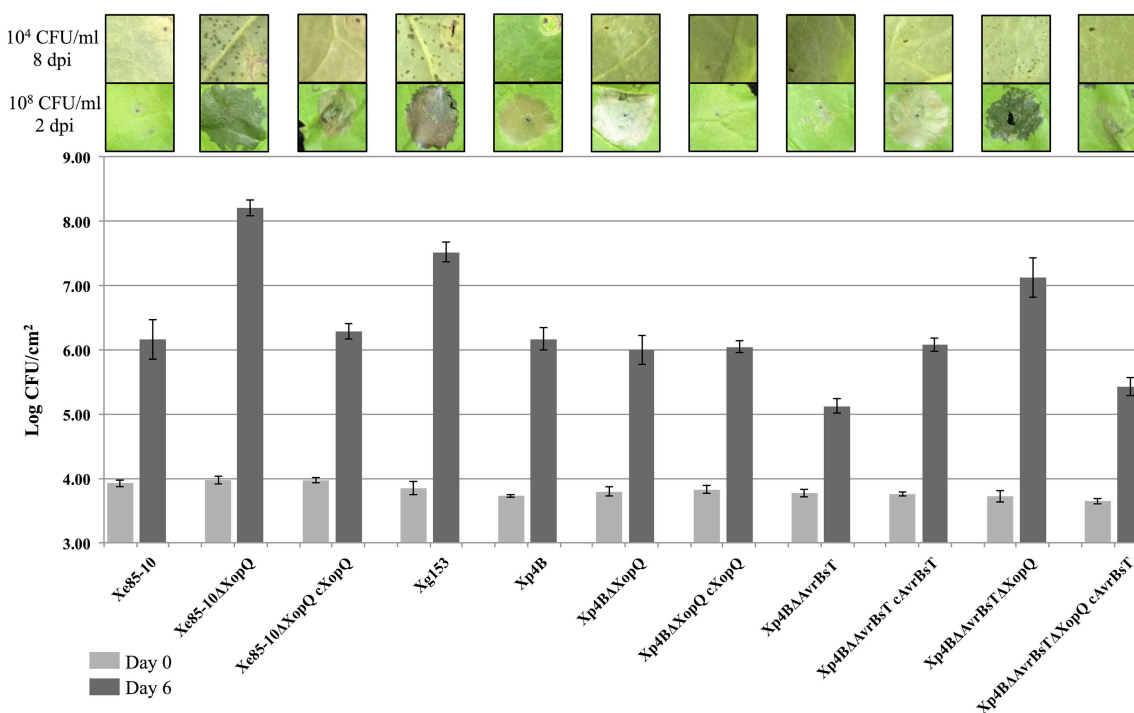 10⁴ CFU/ml
8 dpi
10⁸ CFU/ml
2 dpi
9.00
8.00
7.00
6.00
5.00
4.00
3.00
Log CFU/cm²
Xe85-10
Xe85-10ΔXopQ
Xe85-10ΔXopQ cXopQ
Xg153
Xp4B
Xp4BΔXopQ
Xp4BΔXopQ cXopQ
Xp4BΔAvrBsT
Xp4BΔAvrBsT cAvrBsT
Xp4BΔAvrBsTΔXopQ
Xp4BΔAvrBsTΔXopQ cAvrBsT
Day 0
Day 6